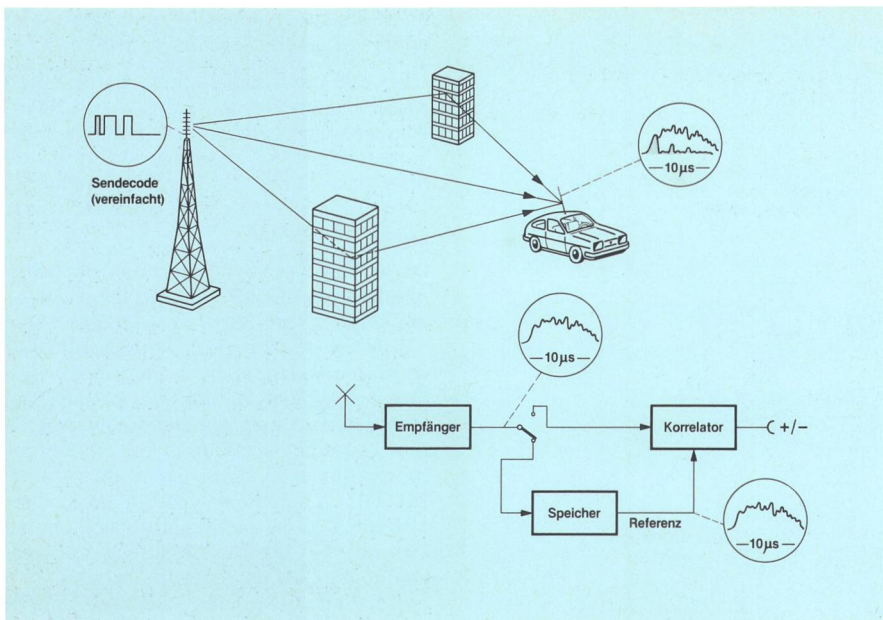 Sendecode
(vereinfacht)
—10µs—
—10µs—
Empfänger
Korrelator
+/−
Speicher
Referenz
—10µs—